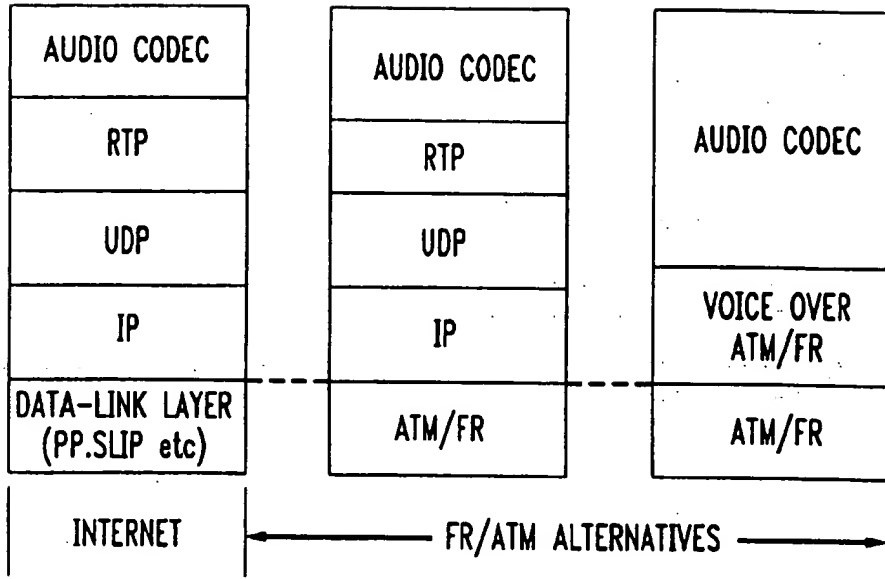 AUDIO CODEC
RTP
UDP
IP
DATA-LINK LAYER
(PP.SLIP etc)
INTERNET
AUDIO CODEC
RTP
UDP
IP
ATM/FR
AUDIO CODEC
VOICE OVER
ATM/FR
ATM/FR
FR/ATM ALTERNATIVES